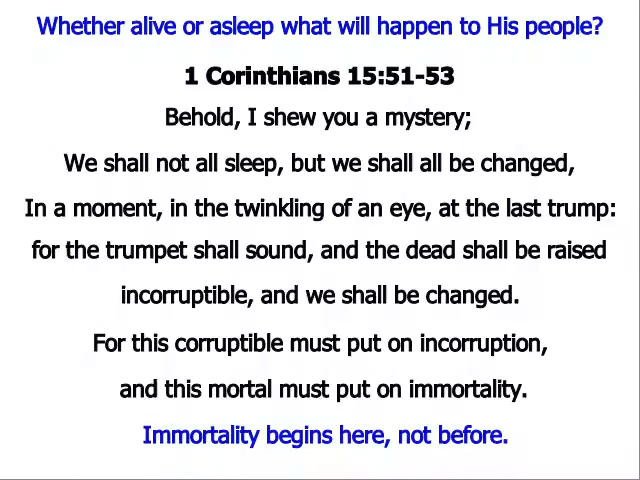 Whether alive or asleep what will happen to His people?
1 Corinthians 15:51-53
Behold, I shew you a mystery;
We shall not all sleep, but we shall all be changed,
In a moment, in the twinkling of an eye, at the last trump:
for the trumpet shall sound, and the dead shall be raised
incorruptible, and we shall be changed.
For this corruptible must put on incorruption,
and this mortal must put on immortality.
Immortality begins here, not before.